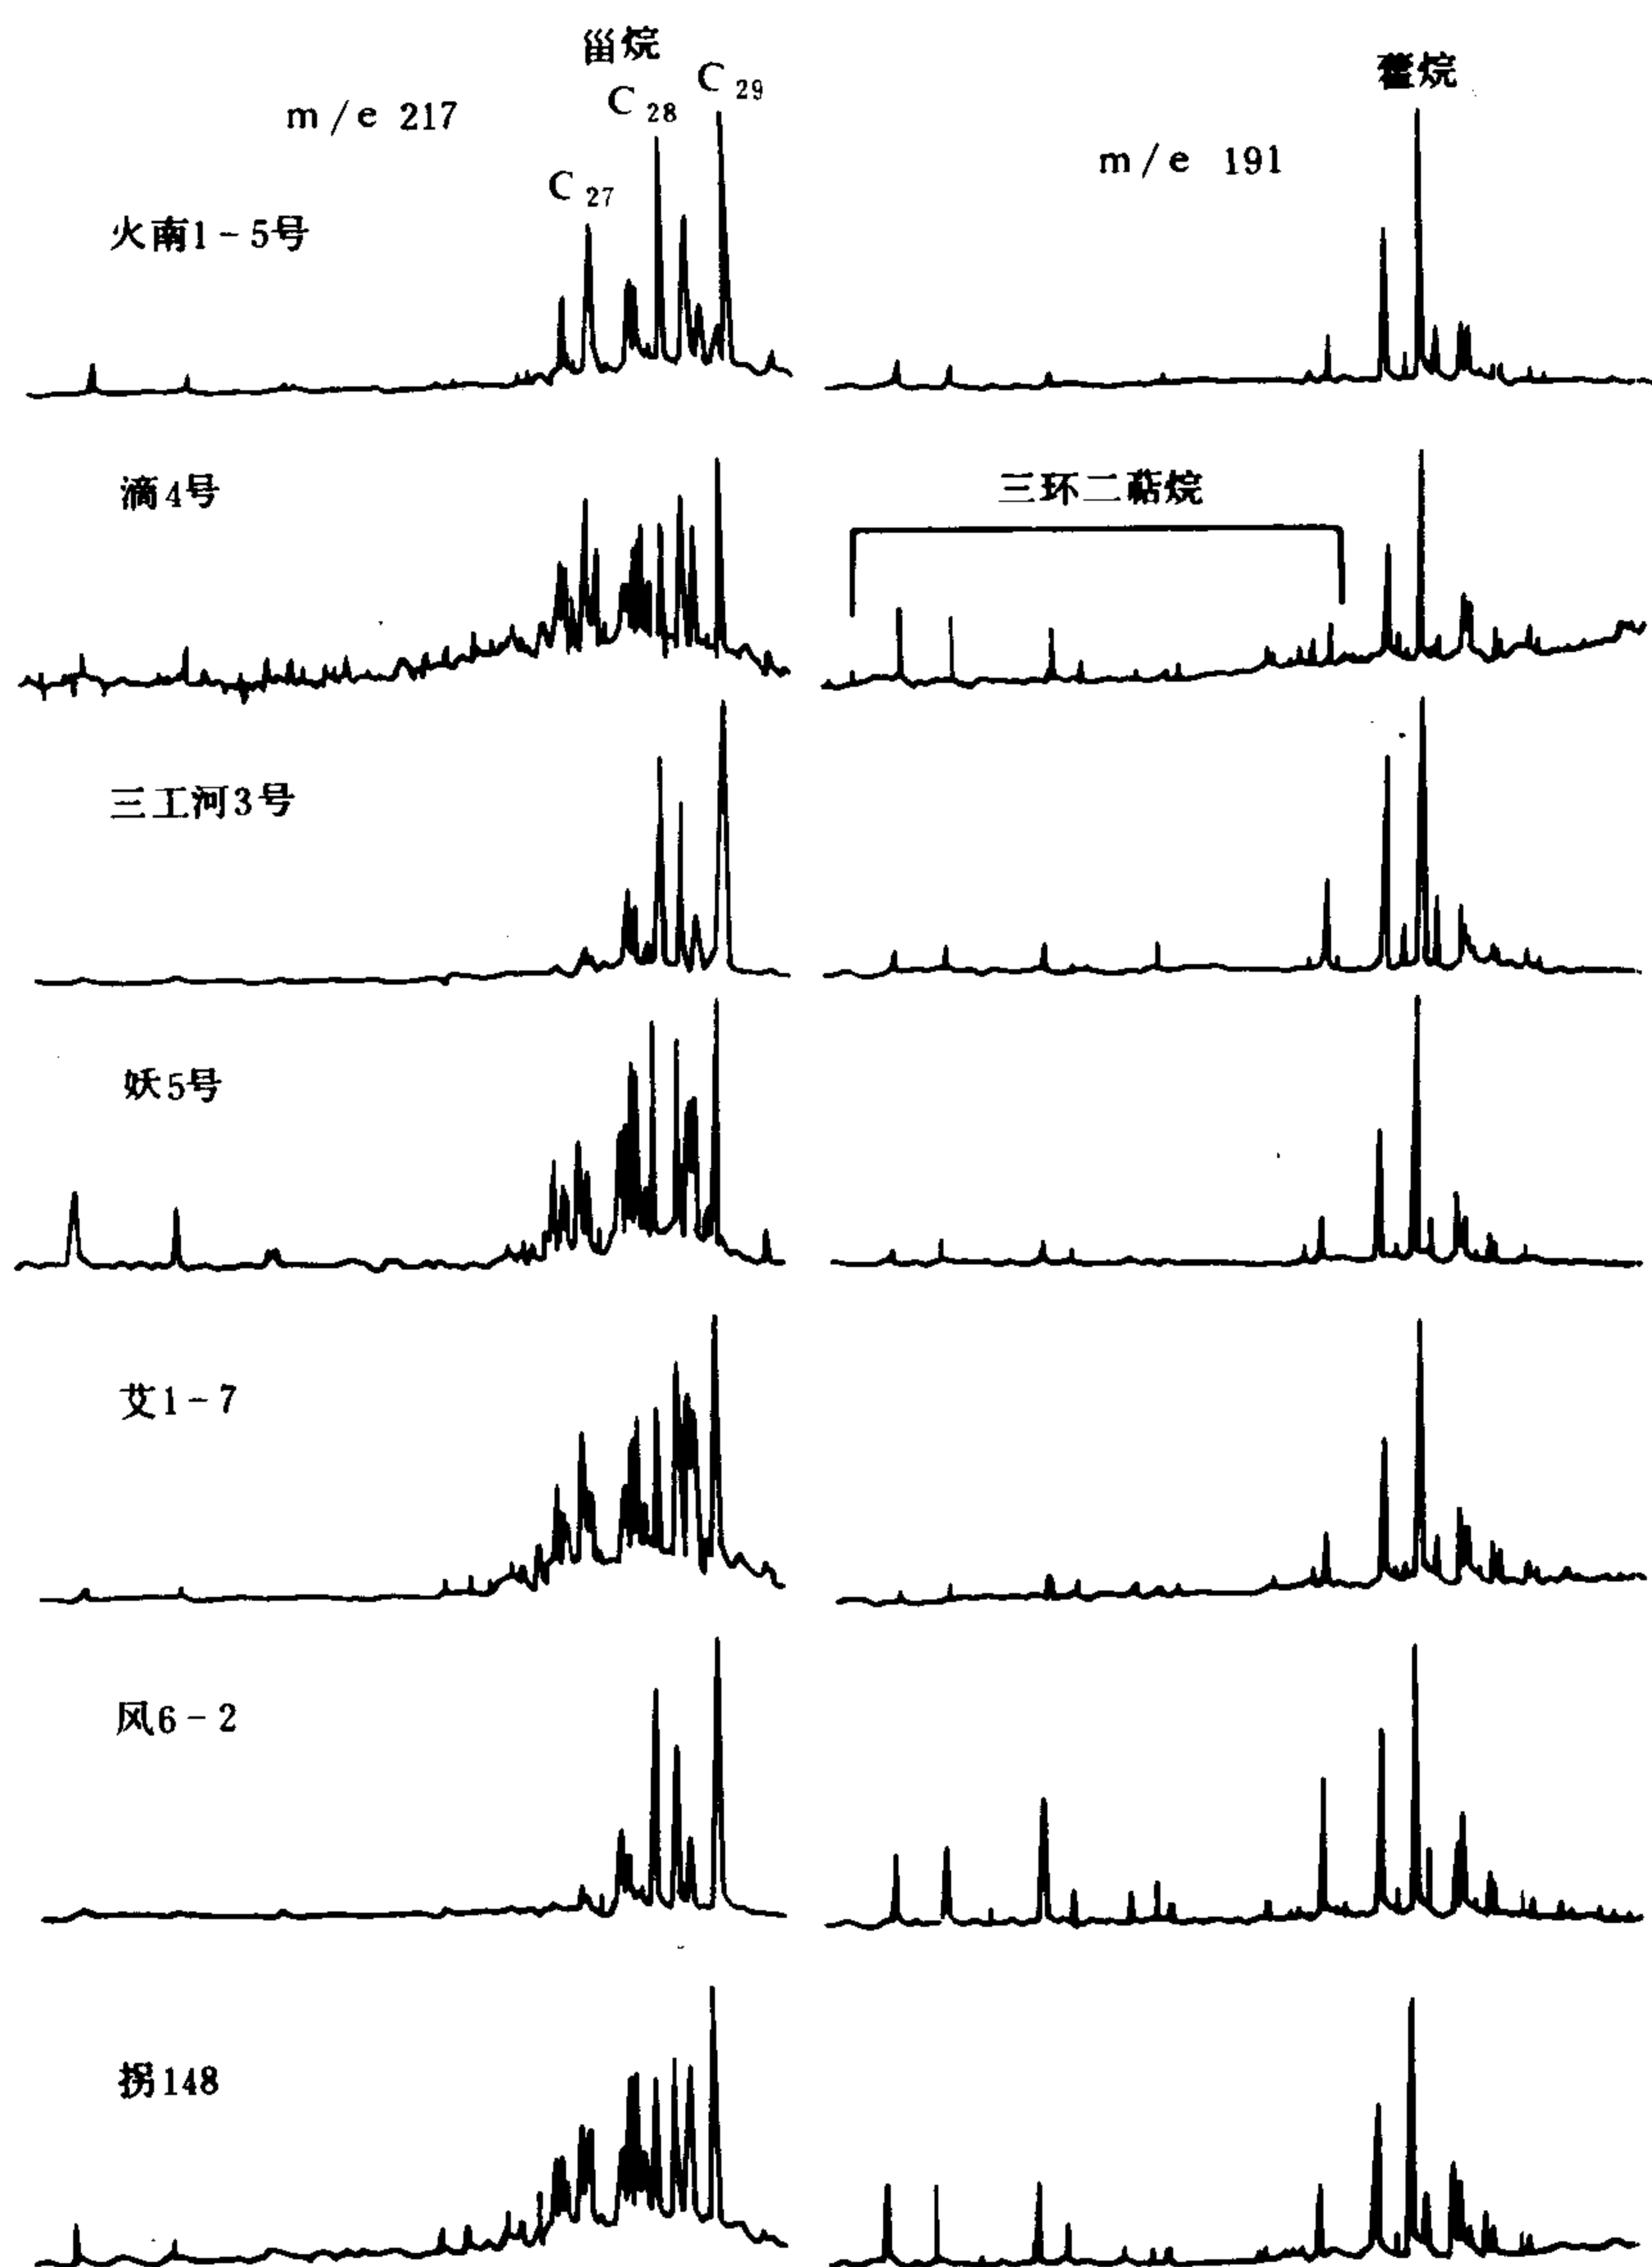 甾烷
C₂₉
C₂₈
m/e 217
C₂₇
藿烷
m/e 191
火南1-5号
滴4号
三环二萜烷
三工河3号
妖5号
艾1-7
风6-2
拐148